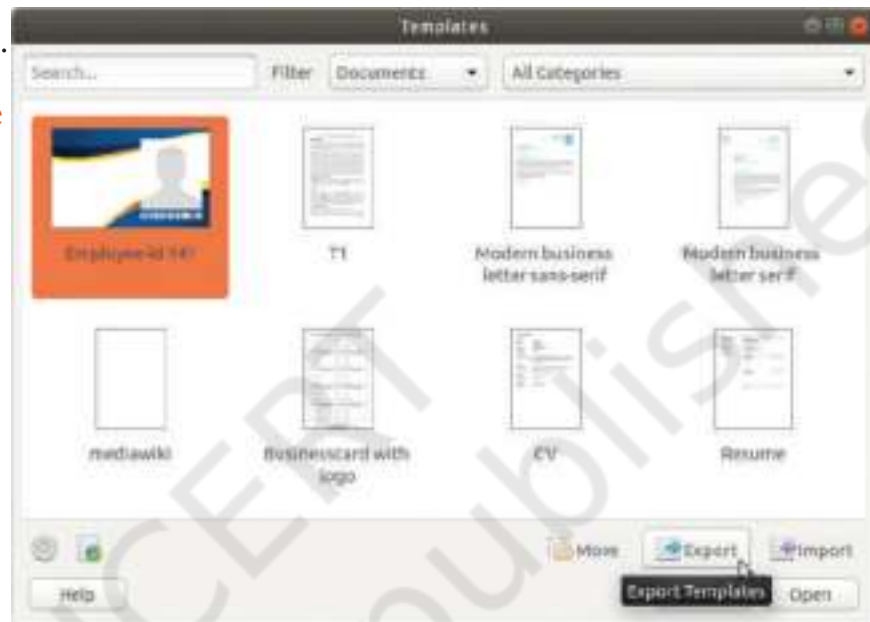 Templates
Search...
Filter
Documents
All Categories
Employee-id
T1
Modern business
letter sans-serif
Modern business
letter serif
mediawiki
Businesscard with
logo
CV
Resume
Move
Export
Import
Help
Export Templates
Open